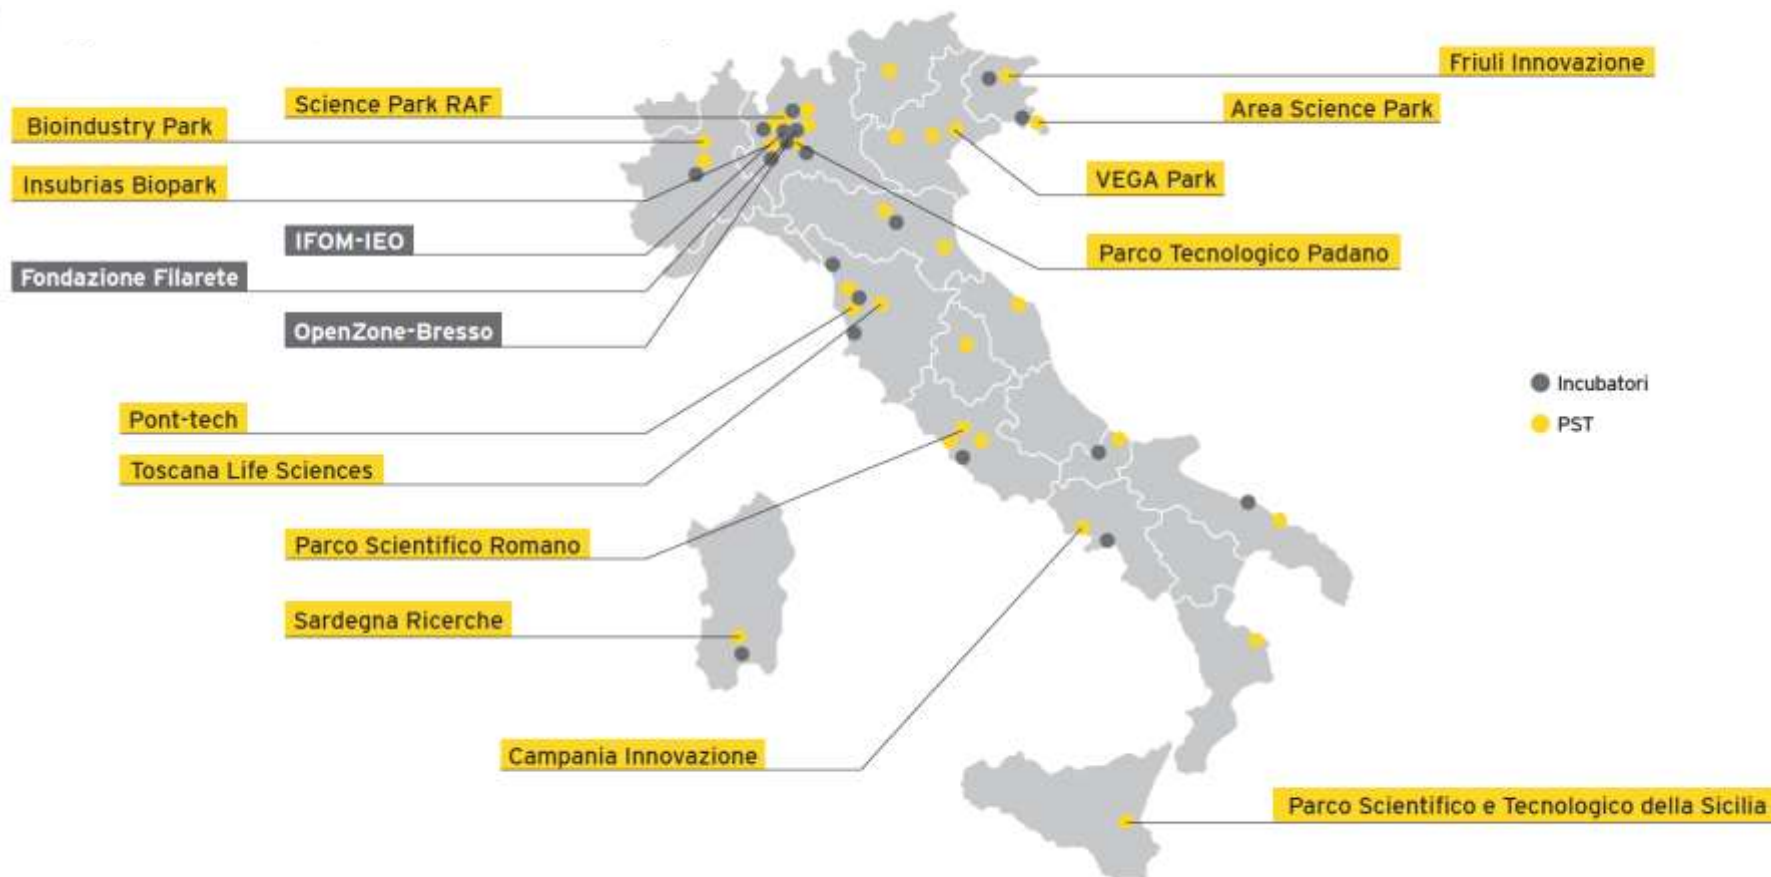 Friuli Innovazione
Science Park RAF
Area Science Park
Bioindustry Park
Insubrias Biopark
VEGA Park
IFOM-IEO
Parco Tecnologico Padano
Fondazione Filarete
OpenZone-Bresso
Incubatori
PST
Pont-tech
Toscana Life Sciences
Parco Scientifico Romano
Sardegna Ricerche
Campania Innovazione
Parco Scientifico e Tecnologico della Sicilia